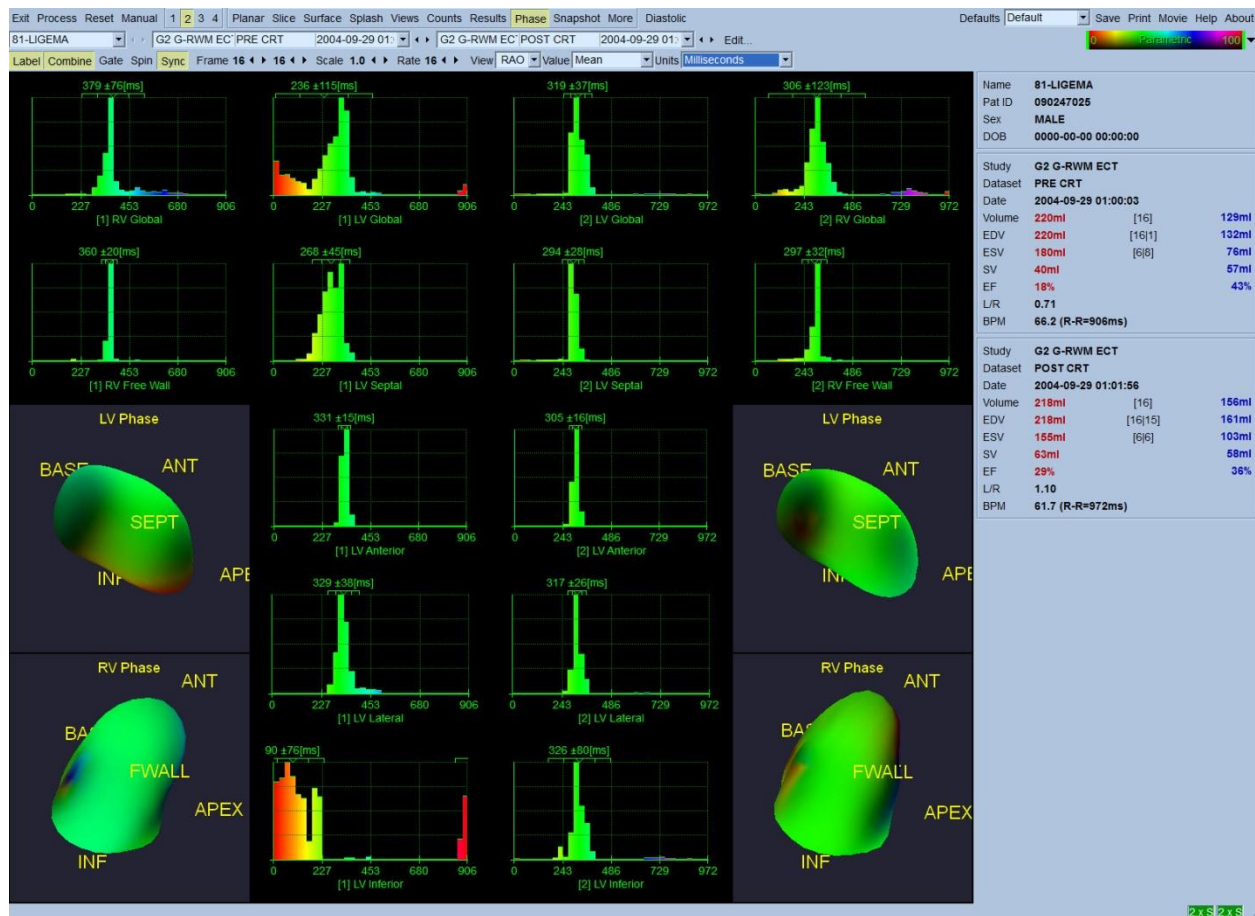 Exit Process Reset Manual 1 2 3 4 Planar Slice Surface Splash Views Counts Results Phase Snapshot More Diastolic Defaults Default Save Print Movie Help About
81-LIGEMA G2 G-RWM EC PRE CRT 2004-09-29 01: G2 G-RWM EC POST CRT 2004-09-29 01: Edit... 0 Parametric 100
Label Combine Gate Spin Sync Frame 16 16 Scale 1.0 Rate 16 View RAO Value Mean Units Milliseconds
379 ±76[ms] 236 ±115[ms] 319 ±37[ms] 306 ±123[ms]
0 227 453 680 906 0 227 453 680 906 0 243 486 729 972 0 243 486 729 972
[1] RV Global [1] LV Global [2] LV Global [2] RV Global
360 ±20[ms] 268 ±45[ms] 294 ±28[ms] 297 ±32[ms]
0 227 453 680 906 0 227 453 680 906 0 243 486 729 972 0 243 486 729 972
[1] RV Free Wall [1] LV Septal [2] LV Septal [2] RV Free Wall
LV Phase
BASE ANT
SEPT
INF APE
331 ±15[ms] 305 ±16[ms]
0 227 453 680 906 0 243 486 729 972
[1] LV Anterior [2] LV Anterior
LV Phase
BASE ANT
SEPT
INF APE
329 ±38[ms] 317 ±26[ms]
0 227 453 680 906 0 243 486 729 972
[1] LV Lateral [2] LV Lateral
RV Phase
ANT
BAS
FWALL
APEX
INF
90 ±76[ms] 326 ±80[ms]
0 227 453 680 906 0 243 486 729 972
[1] LV Inferior [2] LV Inferior
RV Phase
ANT
BA
FWALL
APEX
INF
Name 81-LIGEMA
Pat ID 090247025
Sex MALE
DOB 0000-00-00 00:00:00
Study G2 G-RWM ECT
Dataset PRE CRT
Date 2004-09-29 01:00:03
Volume 220ml [16] 129ml
EDV 220ml [16|1] 132ml
ESV 180ml [6|8] 76ml
SV 40ml 57ml
EF 18% 43%
L/R 0.71
BPM 66.2 (R-R=906ms)
Study G2 G-RWM ECT
Dataset POST CRT
Date 2004-09-29 01:01:56
Volume 218ml [16] 156ml
EDV 218ml [16|15] 161ml
ESV 155ml [6|6] 103ml
SV 63ml 58ml
EF 29% 36%
L/R 1.10
BPM 61.7 (R-R=972ms)
2 x S 2 x S